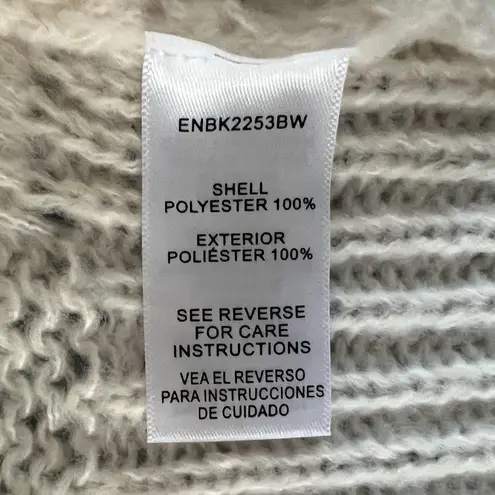 ENBK2253BW
SHELL
POLYESTER 100%
EXTERIOR
POLIÉSTER 100%
SEE REVERSE
FOR CARE
INSTRUCTIONS
VEA EL REVERSO
PARA INSTRUCCIONES
DE CUIDADO